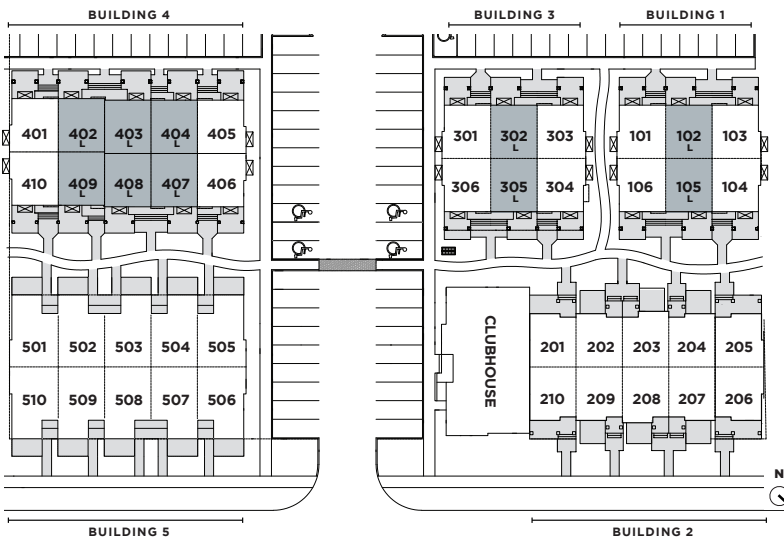 BUILDING 4
BUILDING 3
BUILDING 1
401
402
L
403
L
404
L
405
410
409
L
408
L
407
L
406
301
302
L
303
306
305
L
304
101
102
L
103
106
105
L
104
501
502
503
504
505
510
509
508
507
506
CLUBHOUSE
201
202
203
204
205
210
209
208
207
206
N
BUILDING 5
BUILDING 2